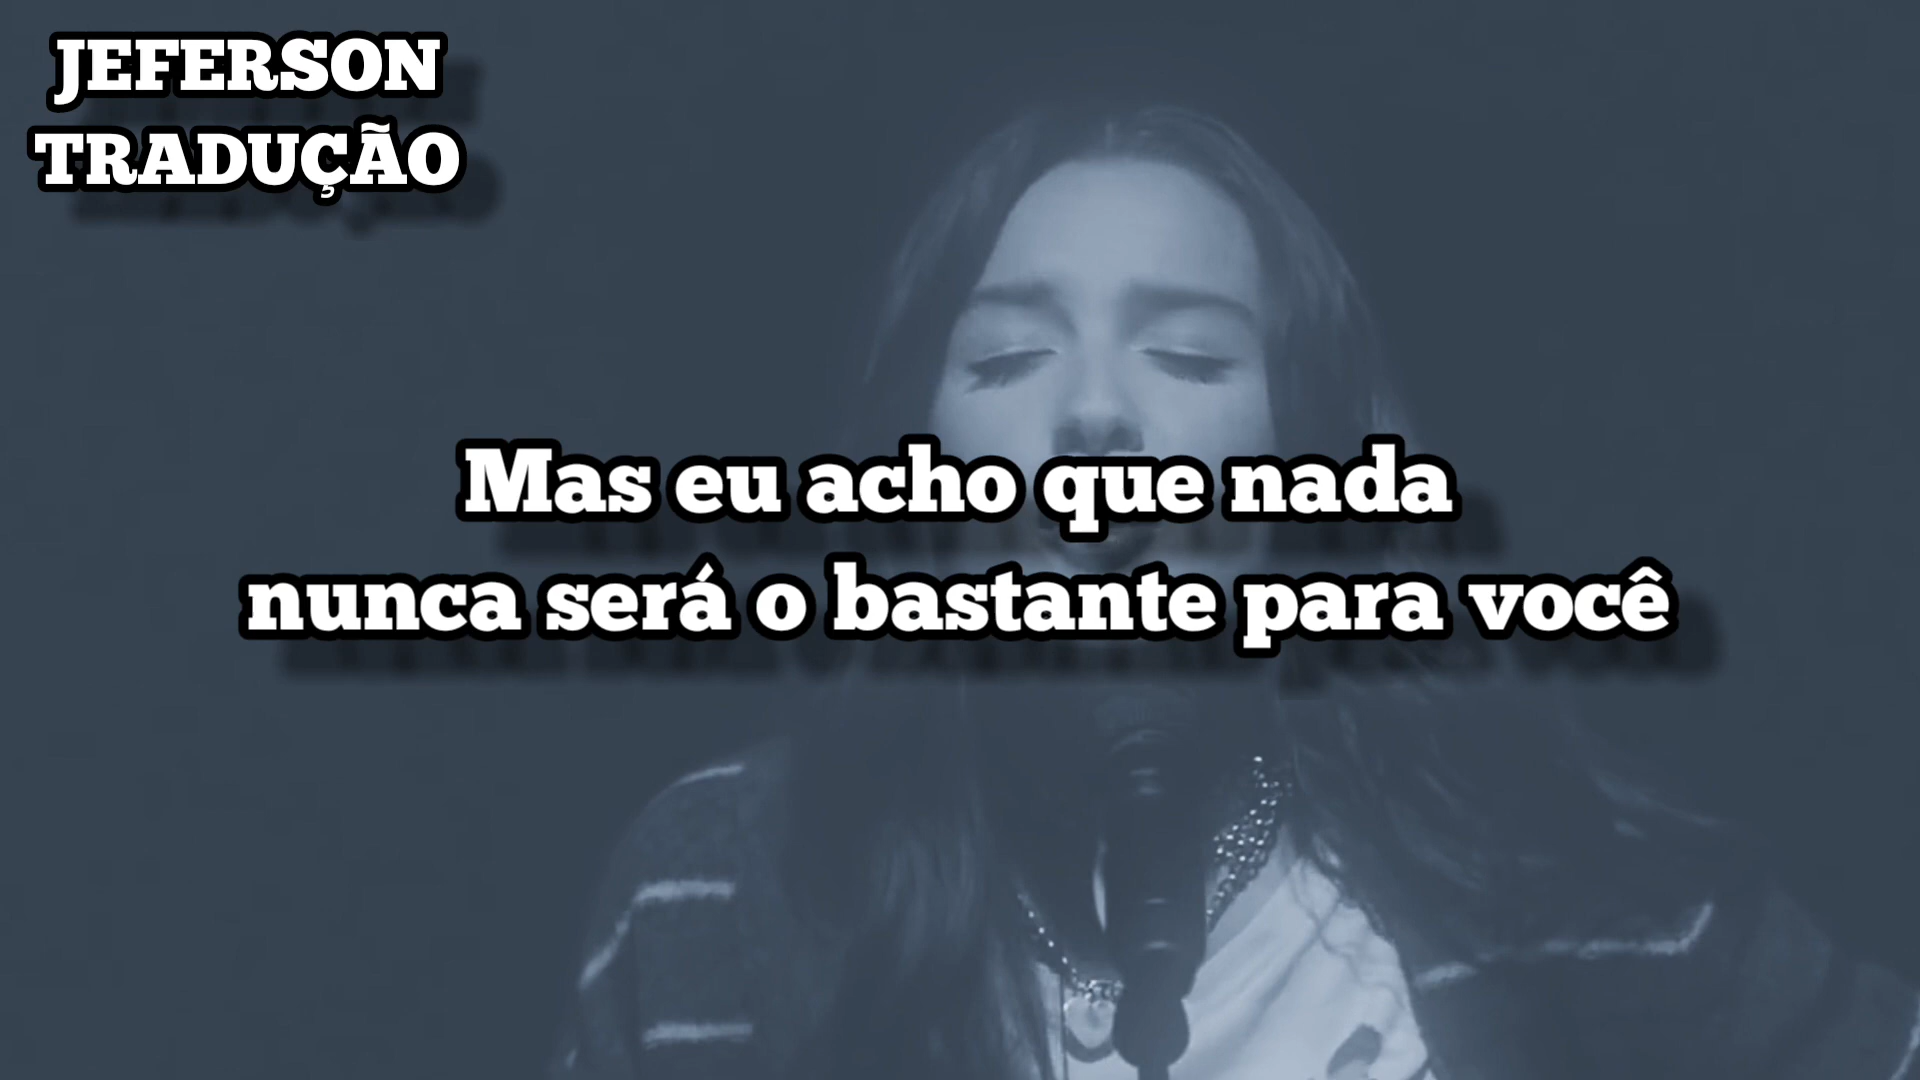 JEFERSON
TRADUÇÃO
Mas eu acho que nada
nunca será o bastante para você